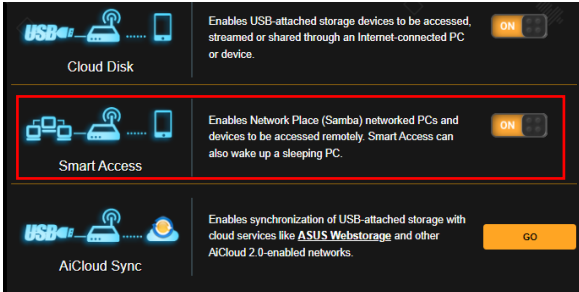 Enables USB-attached storage devices to be accessed,
USB
streamed or shared through an Internet-connected PC
ON
or device.
Cloud Disk
Enables Network Place (Samba) networked PCs and
devices to be accessed remotely. Smart Access can
ON
also wake up a sleeping PC.
Smart Access
Enables synchronization of USB-attached storage with
USB
cloud services like ASUS Webstorage and other
GO
AiCloud 2.0-enabled networks.
AiCloud Sync